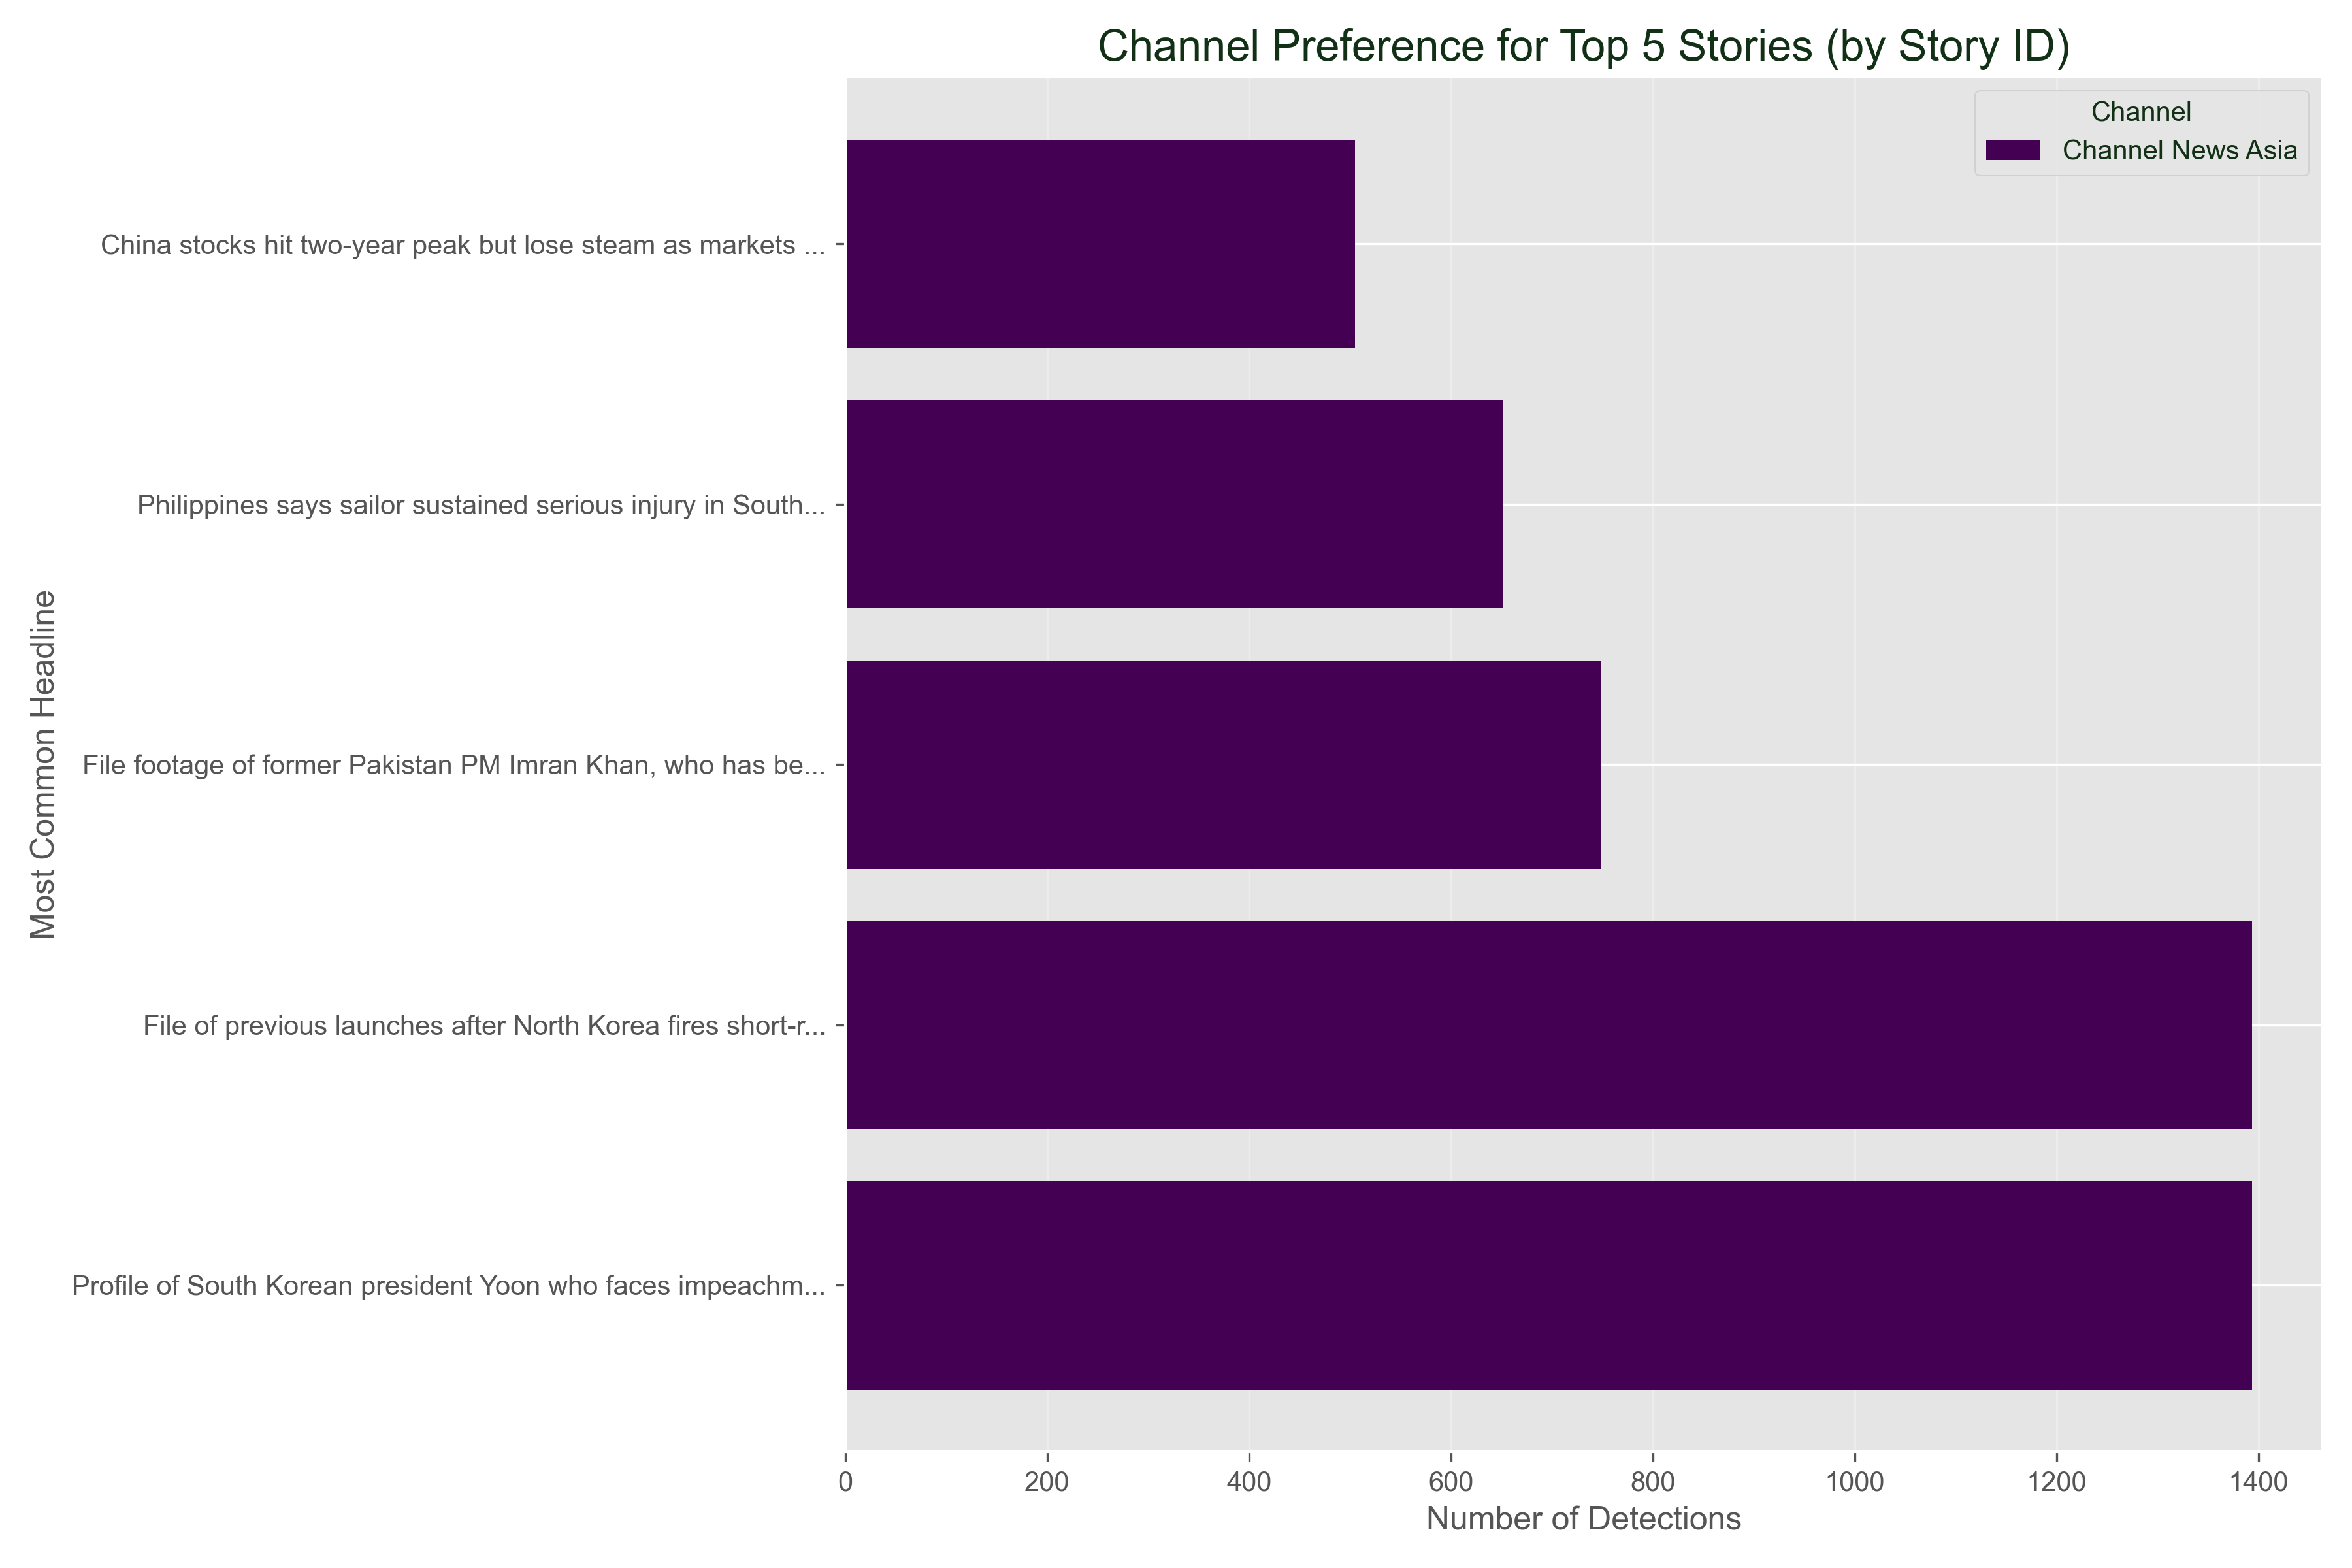 Channel Preference for Top 5 Stories (by Story ID)
Channel
Channel News Asia
Most Common Headline
China stocks hit two-year peak but lose steam as markets ...
Philippines says sailor sustained serious injury in South...
File footage of former Pakistan PM Imran Khan, who has be...
File of previous launches after North Korea fires short-r...
Profile of South Korean president Yoon who faces impeachm...
0 200 400 600 800 1000 1200 1400
Number of Detections